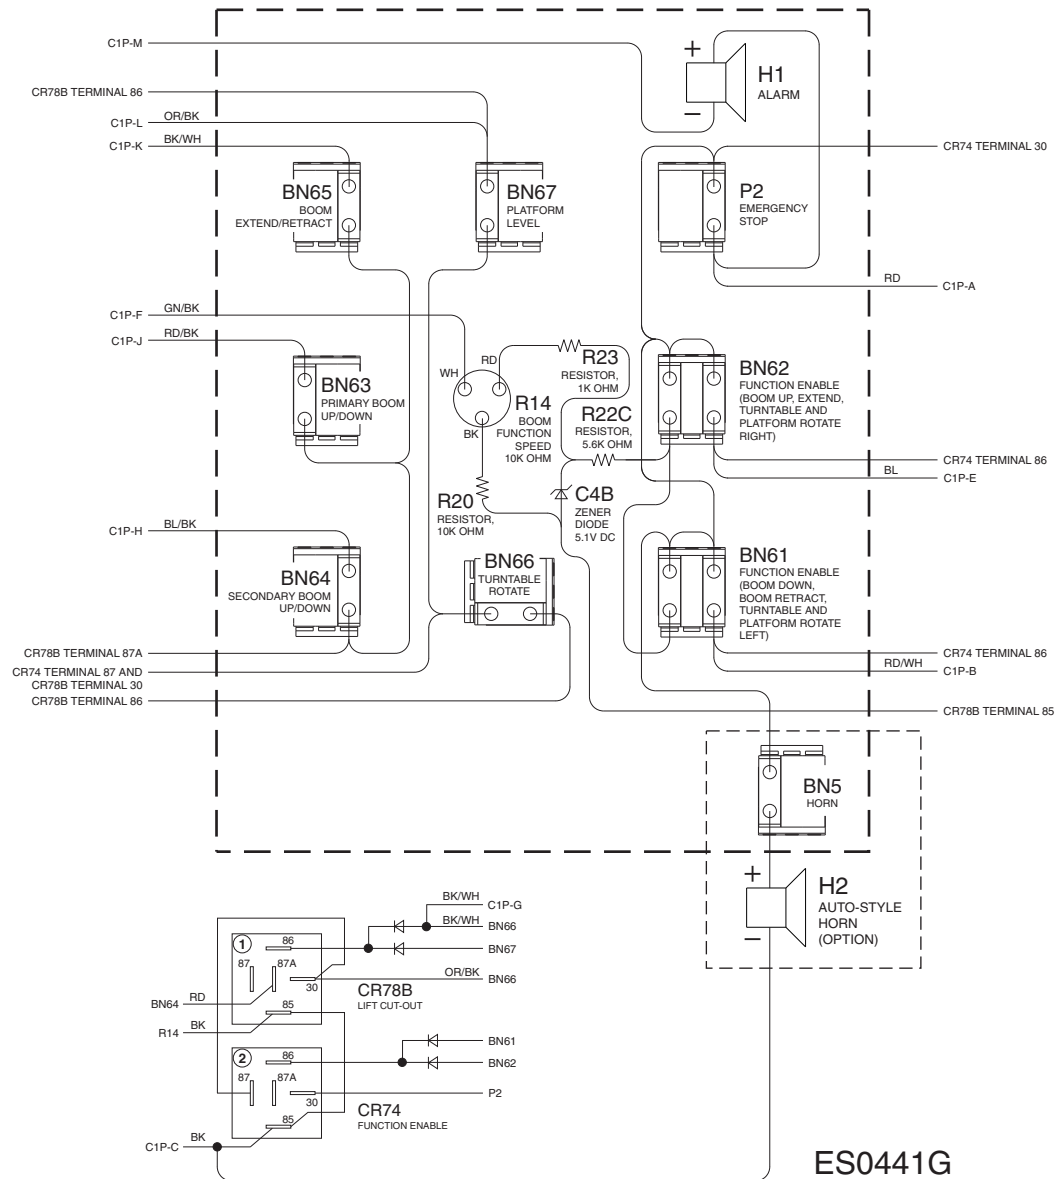 C1P-M
+
H1
ALARM
–
CR78B TERMINAL 86
C1P-L OR/BK
C1P-K BK/WH
CR74 TERMINAL 30
BN65
BOOM
EXTEND/RETRACT
BN67
PLATFORM
LEVEL
P2
EMERGENCY
STOP
RD
C1P-A
C1P-F GN/BK
C1P-J RD/BK
BN63
PRIMARY BOOM
UP/DOWN
WH
RD
BK
R23
RESISTOR,
1K OHM
R14
BOOM
FUNCTION
SPEED
10K OHM
R22C
RESISTOR,
5.6K OHM
BN62
FUNCTION ENABLE
(BOOM UP, EXTEND,
TURNTABLE AND
PLATFORM ROTATE
RIGHT)
CR74 TERMINAL 86
BL
C1P-E
R20
RESISTOR,
10K OHM
C4B
ZENER
DIODE
5.1V DC
C1P-H BL/BK
BN64
SECONDARY BOOM
UP/DOWN
BN66
TURNTABLE
ROTATE
BN61
FUNCTION ENABLE
(BOOM DOWN,
BOOM RETRACT,
TURNTABLE AND
PLATFORM ROTATE
LEFT)
CR78B TERMINAL 87A
CR74 TERMINAL 87 AND
CR78B TERMINAL 30
CR78B TERMINAL 86
CR74 TERMINAL 86
RD/WH
C1P-B
CR78B TERMINAL 85
BN5
HORN
+
H2
AUTO-STYLE
HORN
(OPTION)
–
BK/WH
C1P-G
BK/WH
BN66
BN67
OR/BK
BN66
1
86
87
87A
30
85
CR78B
LIFT CUT-OUT
BN64 RD
R14 BK
2
86
87
87A
30
85
BN61
BN62
P2
CR74
FUNCTION ENABLE
C1P-C BK
ES0441G